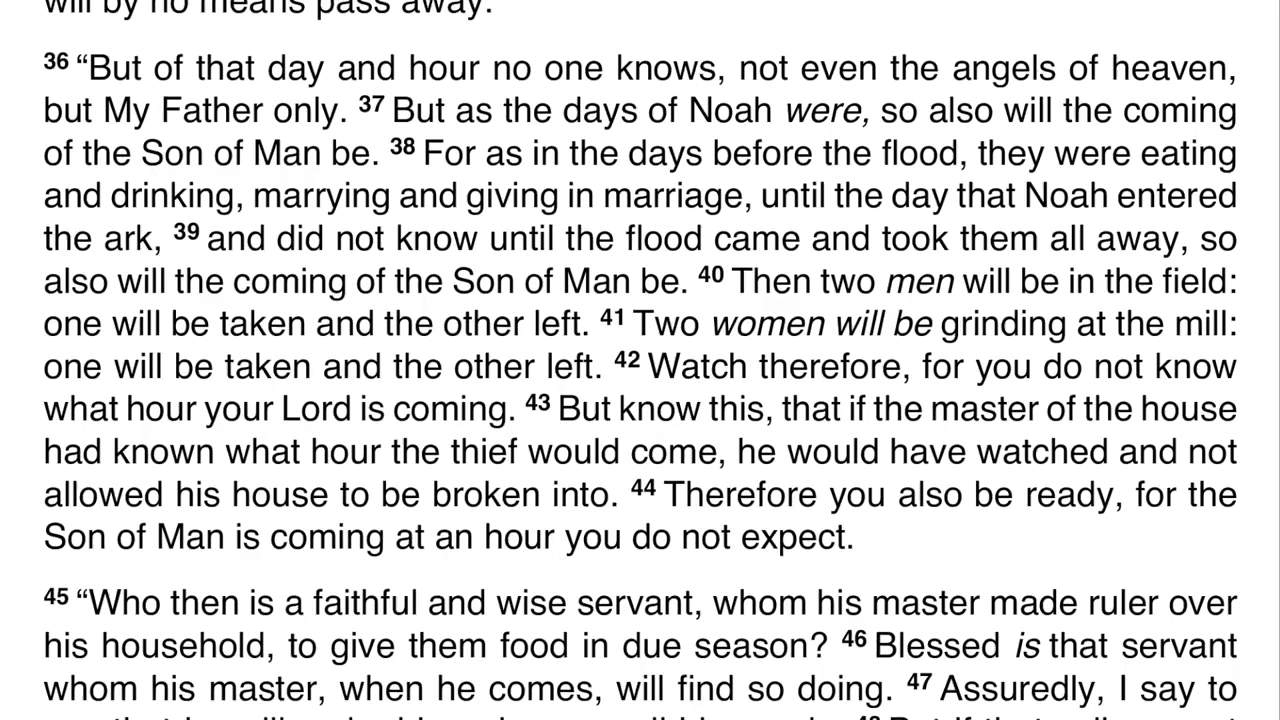 will by no means pass away.
36 “But of that day and hour no one knows, not even the angels of heaven,
but My Father only. 37 But as the days of Noah were, so also will the coming
of the Son of Man be. 38 For as in the days before the flood, they were eating
and drinking, marrying and giving in marriage, until the day that Noah entered
the ark, 39 and did not know until the flood came and took them all away, so
also will the coming of the Son of Man be. 40 Then two men will be in the field:
one will be taken and the other left. 41 Two women will be grinding at the mill:
one will be taken and the other left. 42 Watch therefore, for you do not know
what hour your Lord is coming. 43 But know this, that if the master of the house
had known what hour the thief would come, he would have watched and not
allowed his house to be broken into. 44 Therefore you also be ready, for the
Son of Man is coming at an hour you do not expect.
45 “Who then is a faithful and wise servant, whom his master made ruler over
his household, to give them food in due season? 46 Blessed is that servant
whom his master, when he comes, will find so doing. 47 Assuredly, I say to